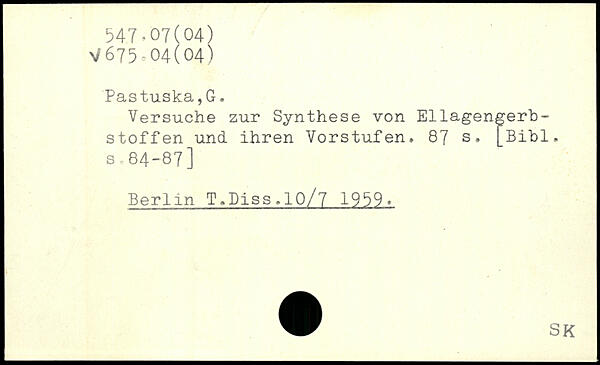 547.07(04)
√675.04(04)
Pastuska,G.
Versuche zur Synthese von Ellagengerb-
stoffen und ihren Vorstufen. 87 s. [Bibl.
s.84-87]
Berlin T.Diss.10/7 1959.
SK